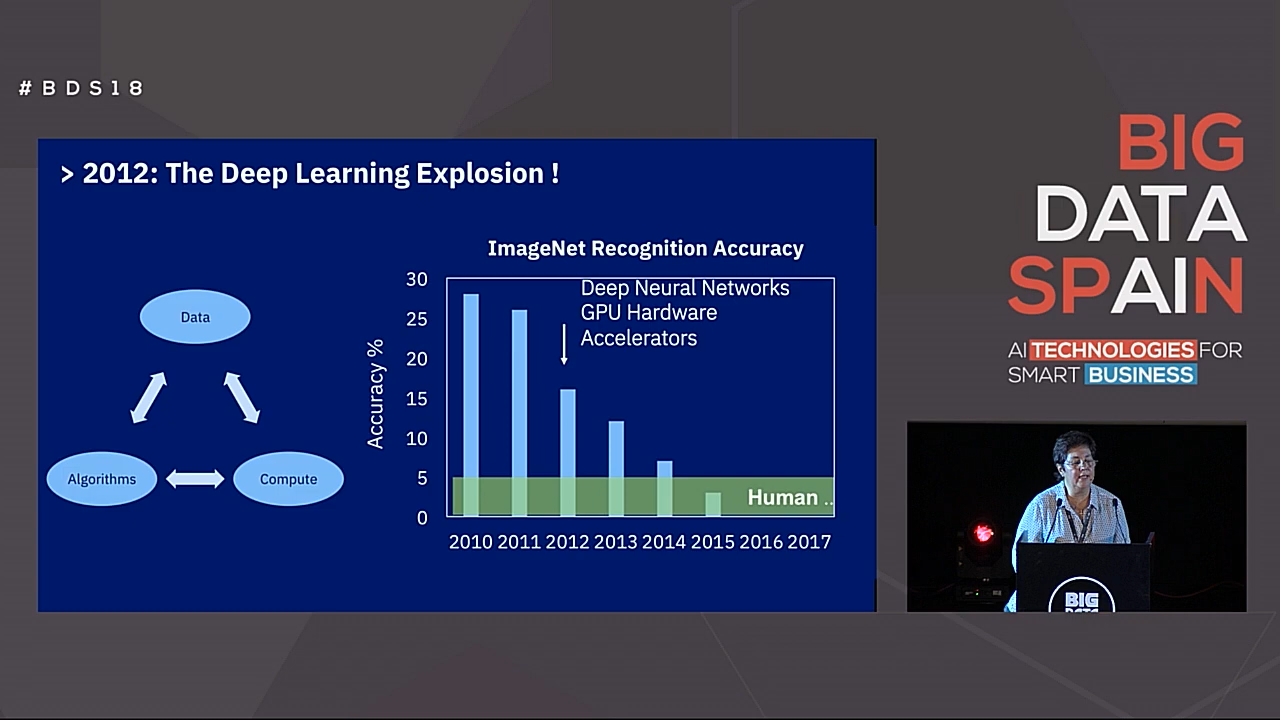 #BDS18
BIG
DATA
SPAIN
AI TECHNOLOGIES FOR
SMART BUSINESS
> 2012: The Deep Learning Explosion !
Data
Algorithms
Compute
ImageNet Recognition Accuracy
Accuracy %
30
25
20
15
10
5
0
Deep Neural Networks
GPU Hardware
Accelerators
Human ..
2010 2011 2012 2013 2014 2015 2016 2017
BIG
DATA